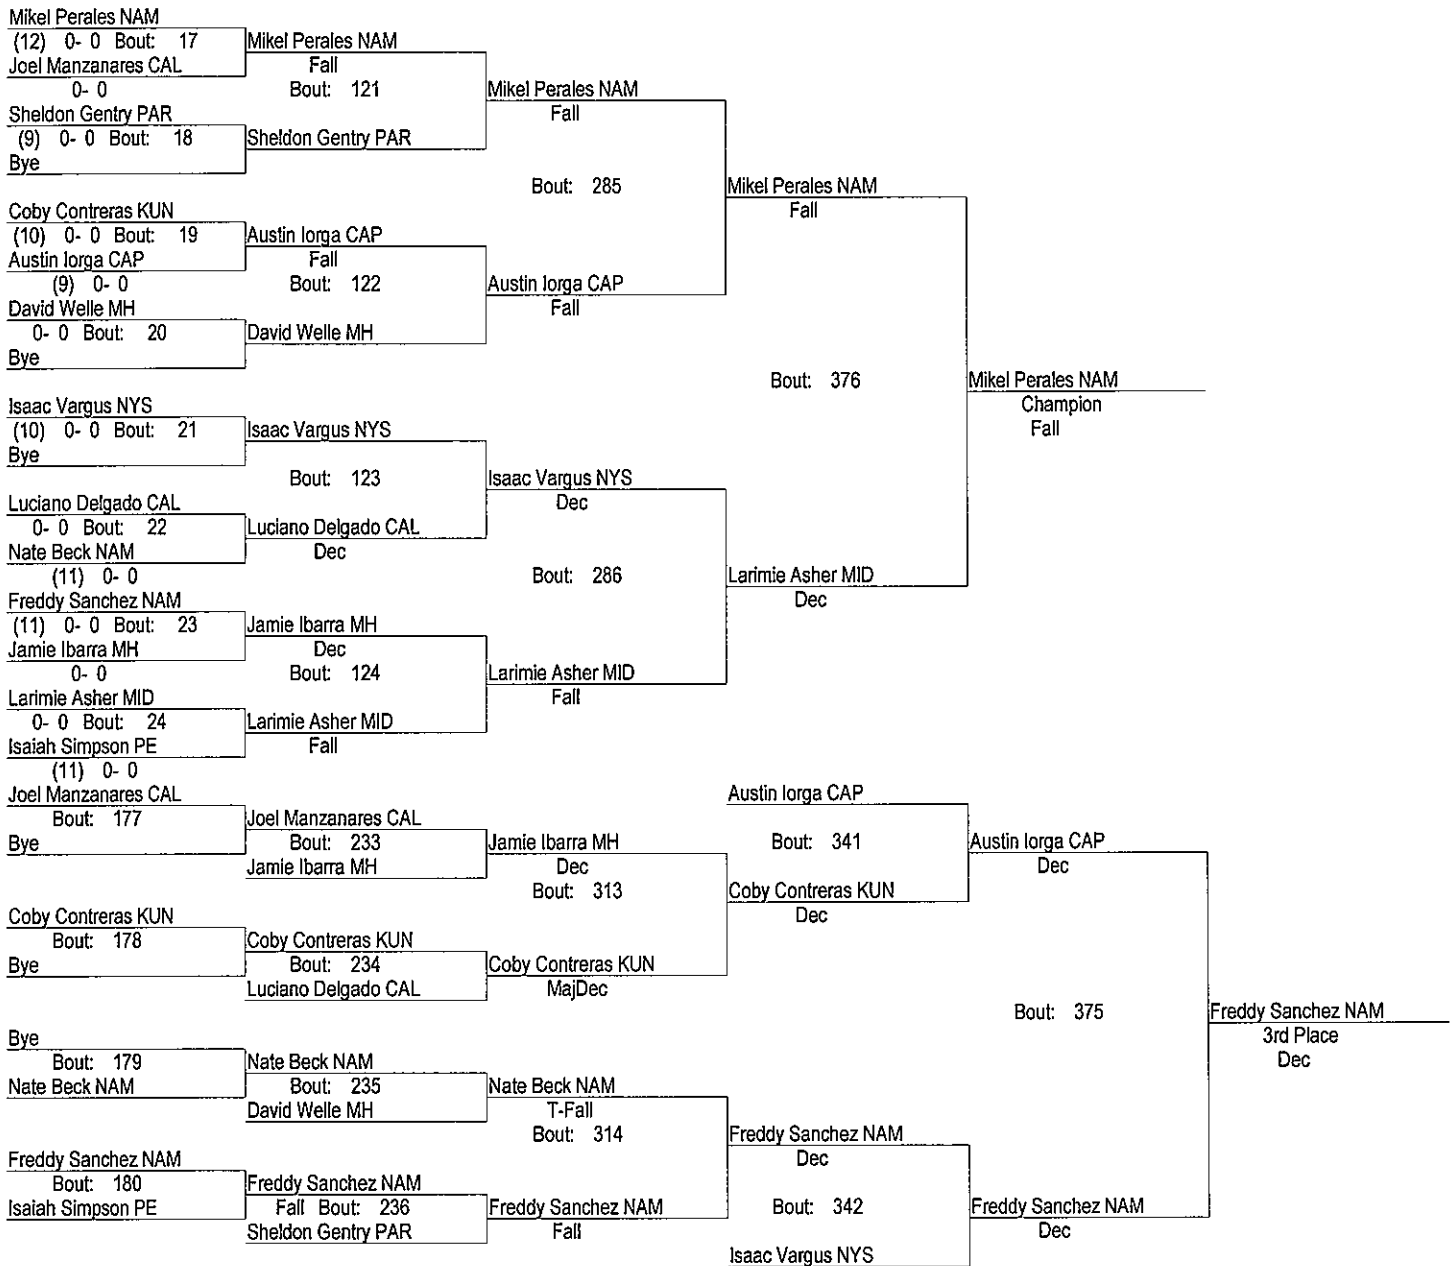 Mikel Perales NAM
(12) 0- 0 Bout: 17
Joel Manzanares CAL
0- 0
Sheldon Gentry PAR
(9) 0- 0 Bout: 18
Bye
Coby Contreras KUN
(10) 0- 0 Bout: 19
Austin Iorga CAP
(9) 0- 0
David Welle MH
0- 0 Bout: 20
Bye
Isaac Vargus NYS
(10) 0- 0 Bout: 21
Bye
Luciano Delgado CAL
0- 0 Bout: 22
Nate Beck NAM
(11) 0- 0
Freddy Sanchez NAM
(11) 0- 0 Bout: 23
Jamie Ibarra MH
0- 0
Larimie Asher MID
0- 0 Bout: 24
Isaiah Simpson PE
(11) 0- 0
Mikel Perales NAM
Fall
Bout: 121
Sheldon Gentry PAR
Austin Iorga CAP
Fall
Bout: 122
David Welle MH
Isaac Vargus NYS
Bout: 123
Luciano Delgado CAL
Dec
Jamie Ibarra MH
Dec
Bout: 124
Larimie Asher MID
Fall
Mikel Perales NAM
Fall
Bout: 285
Austin Iorga CAP
Fall
Isaac Vargus NYS
Dec
Bout: 286
Larimie Asher MID
Fall
Mikel Perales NAM
Fall
Bout: 376
Larimie Asher MID
Dec
Mikel Perales NAM
Champion
Fall
Joel Manzanares CAL
Bout: 177
Bye
Coby Contreras KUN
Bout: 178
Bye
Bye
Bout: 179
Nate Beck NAM
Freddy Sanchez NAM
Bout: 180
Isaiah Simpson PE
Joel Manzanares CAL
Bout: 233
Jamie Ibarra MH
Coby Contreras KUN
Bout: 234
Luciano Delgado CAL
Nate Beck NAM
Bout: 235
David Welle MH
Freddy Sanchez NAM
Fall Bout: 236
Sheldon Gentry PAR
Jamie Ibarra MH
Dec
Bout: 313
Coby Contreras KUN
MajDec
Nate Beck NAM
T-Fall
Bout: 314
Freddy Sanchez NAM
Fall
Austin Iorga CAP
Bout: 341
Coby Contreras KUN
Dec
Freddy Sanchez NAM
Dec
Bout: 342
Isaac Vargus NYS
Austin Iorga CAP
Dec
Bout: 375
Freddy Sanchez NAM
Dec
Freddy Sanchez NAM
3rd Place
Dec